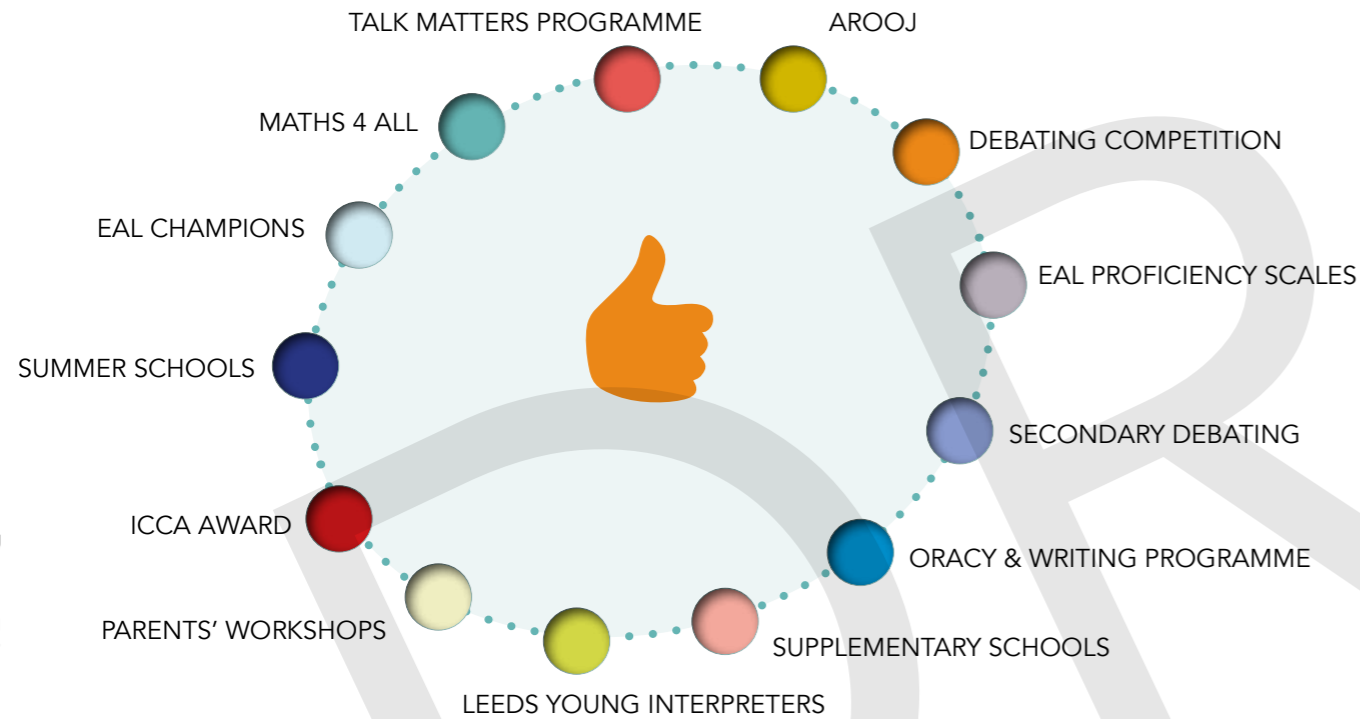 TALK MATTERS PROGRAMME
AROOJ
MATHS 4 ALL
DEBATING COMPETITION
EAL CHAMPIONS
EAL PROFICIENCY SCALES
SUMMER SCHOOLS
SECONDARY DEBATING
ICCA AWARD
ORACY & WRITING PROGRAMME
PARENTS’ WORKSHOPS
SUPPLEMENTARY SCHOOLS
LEEDS YOUNG INTERPRETERS